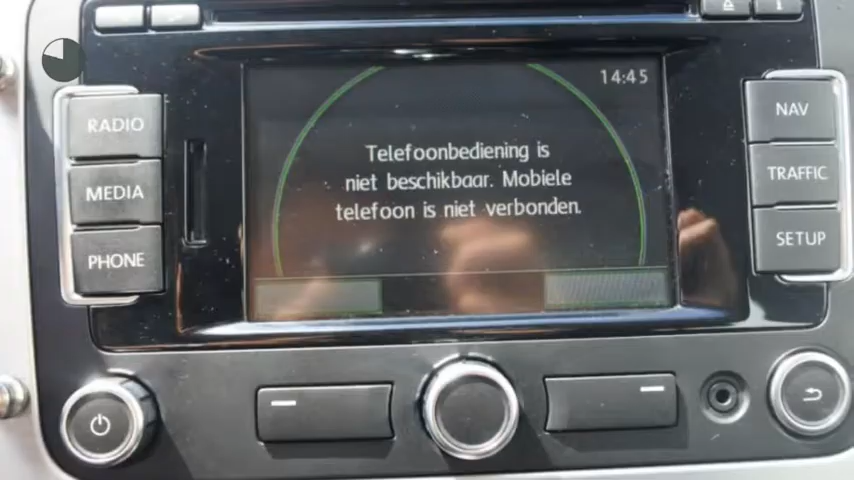 14:45
RADIO
MEDIA
PHONE
Telefoonbediening is
niet beschikbaar. Mobiele
telefoon is niet verbonden.
NAV
TRAFFIC
SETUP